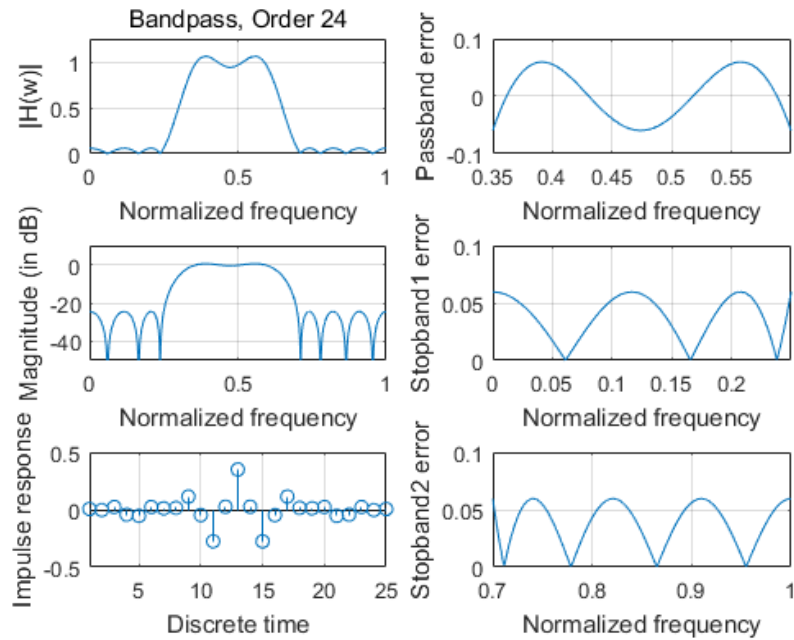 Bandpass, Order 24
|H(w)|
1
0.5
0
0 0.5 1
Normalized frequency
Passband error
0.1
0
-0.1
0.35 0.4 0.45 0.5 0.55
Normalized frequency
Magnitude (in dB)
0
-20
-40
0 0.5 1
Normalized frequency
Stopband1 error
0.1
0.05
0
0 0.05 0.1 0.15 0.2
Normalized frequency
Impulse response
0.5
0
-0.5
5 10 15 20 25
Discrete time
Stopband2 error
0.1
0.05
0
0.7 0.8 0.9 1
Normalized frequency